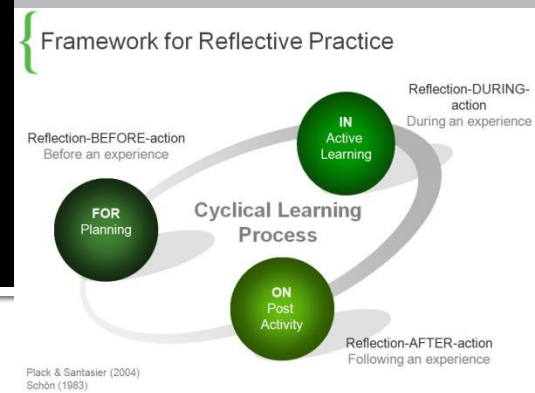 Framework for Reflective Practice
Reflection-DURING-
action
During an experience
IN
Active
Learning
Reflection-BEFORE-action
Before an experience
FOR
Planning
Cyclical Learning
Process
ON
Post
Activity
Reflection-AFTER-action
Following an experience
Plack & Santasier (2004)
Schön (1983)